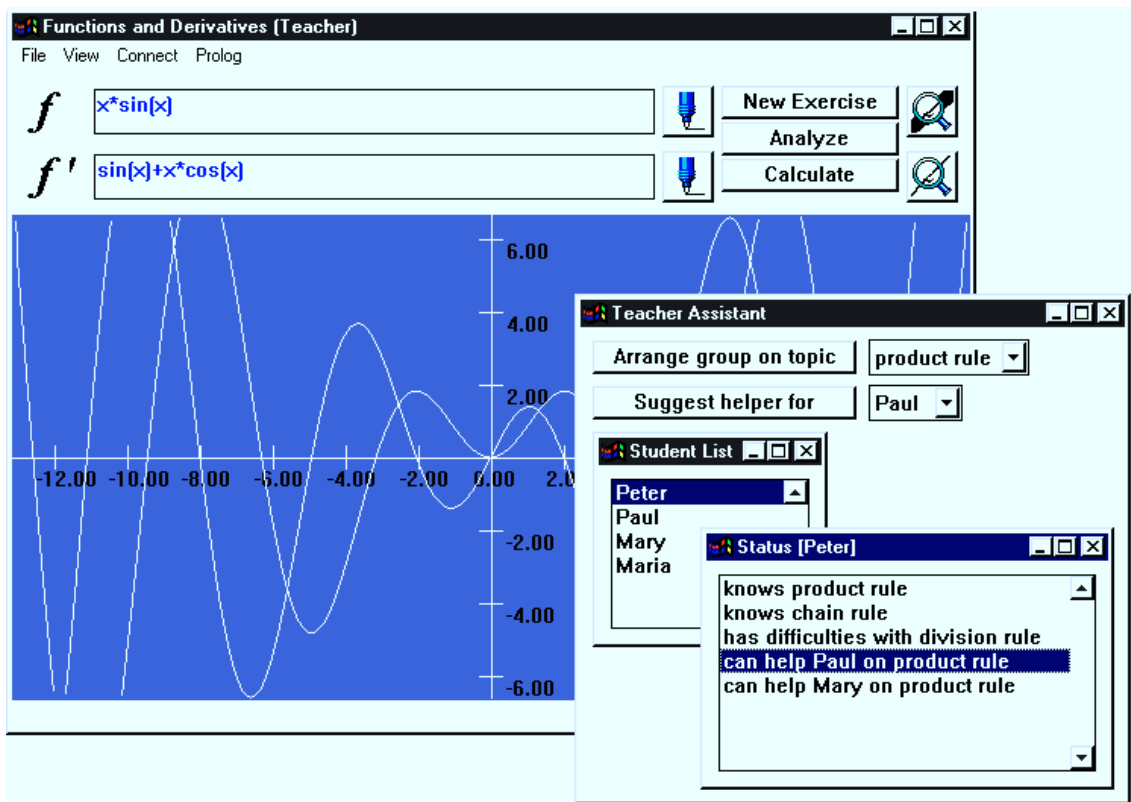 Functions and Derivatives (Teacher)
File View Connect Prolog
f x*sin(x)
New Exercise
Analyze
f ' sin(x)+x*cos(x)
Calculate
6.00
4.00
2.00
-12.00 -10.00 -8.00 -6.00 -4.00 -2.00 0.00 2.0
-2.00
-4.00
-6.00
Teacher Assistant
Arrange group on topic product rule
Suggest helper for Paul
Student List
Peter
Paul
Mary
Maria
Status [Peter]
knows product rule
knows chain rule
has difficulties with division rule
can help Paul on product rule
can help Mary on product rule